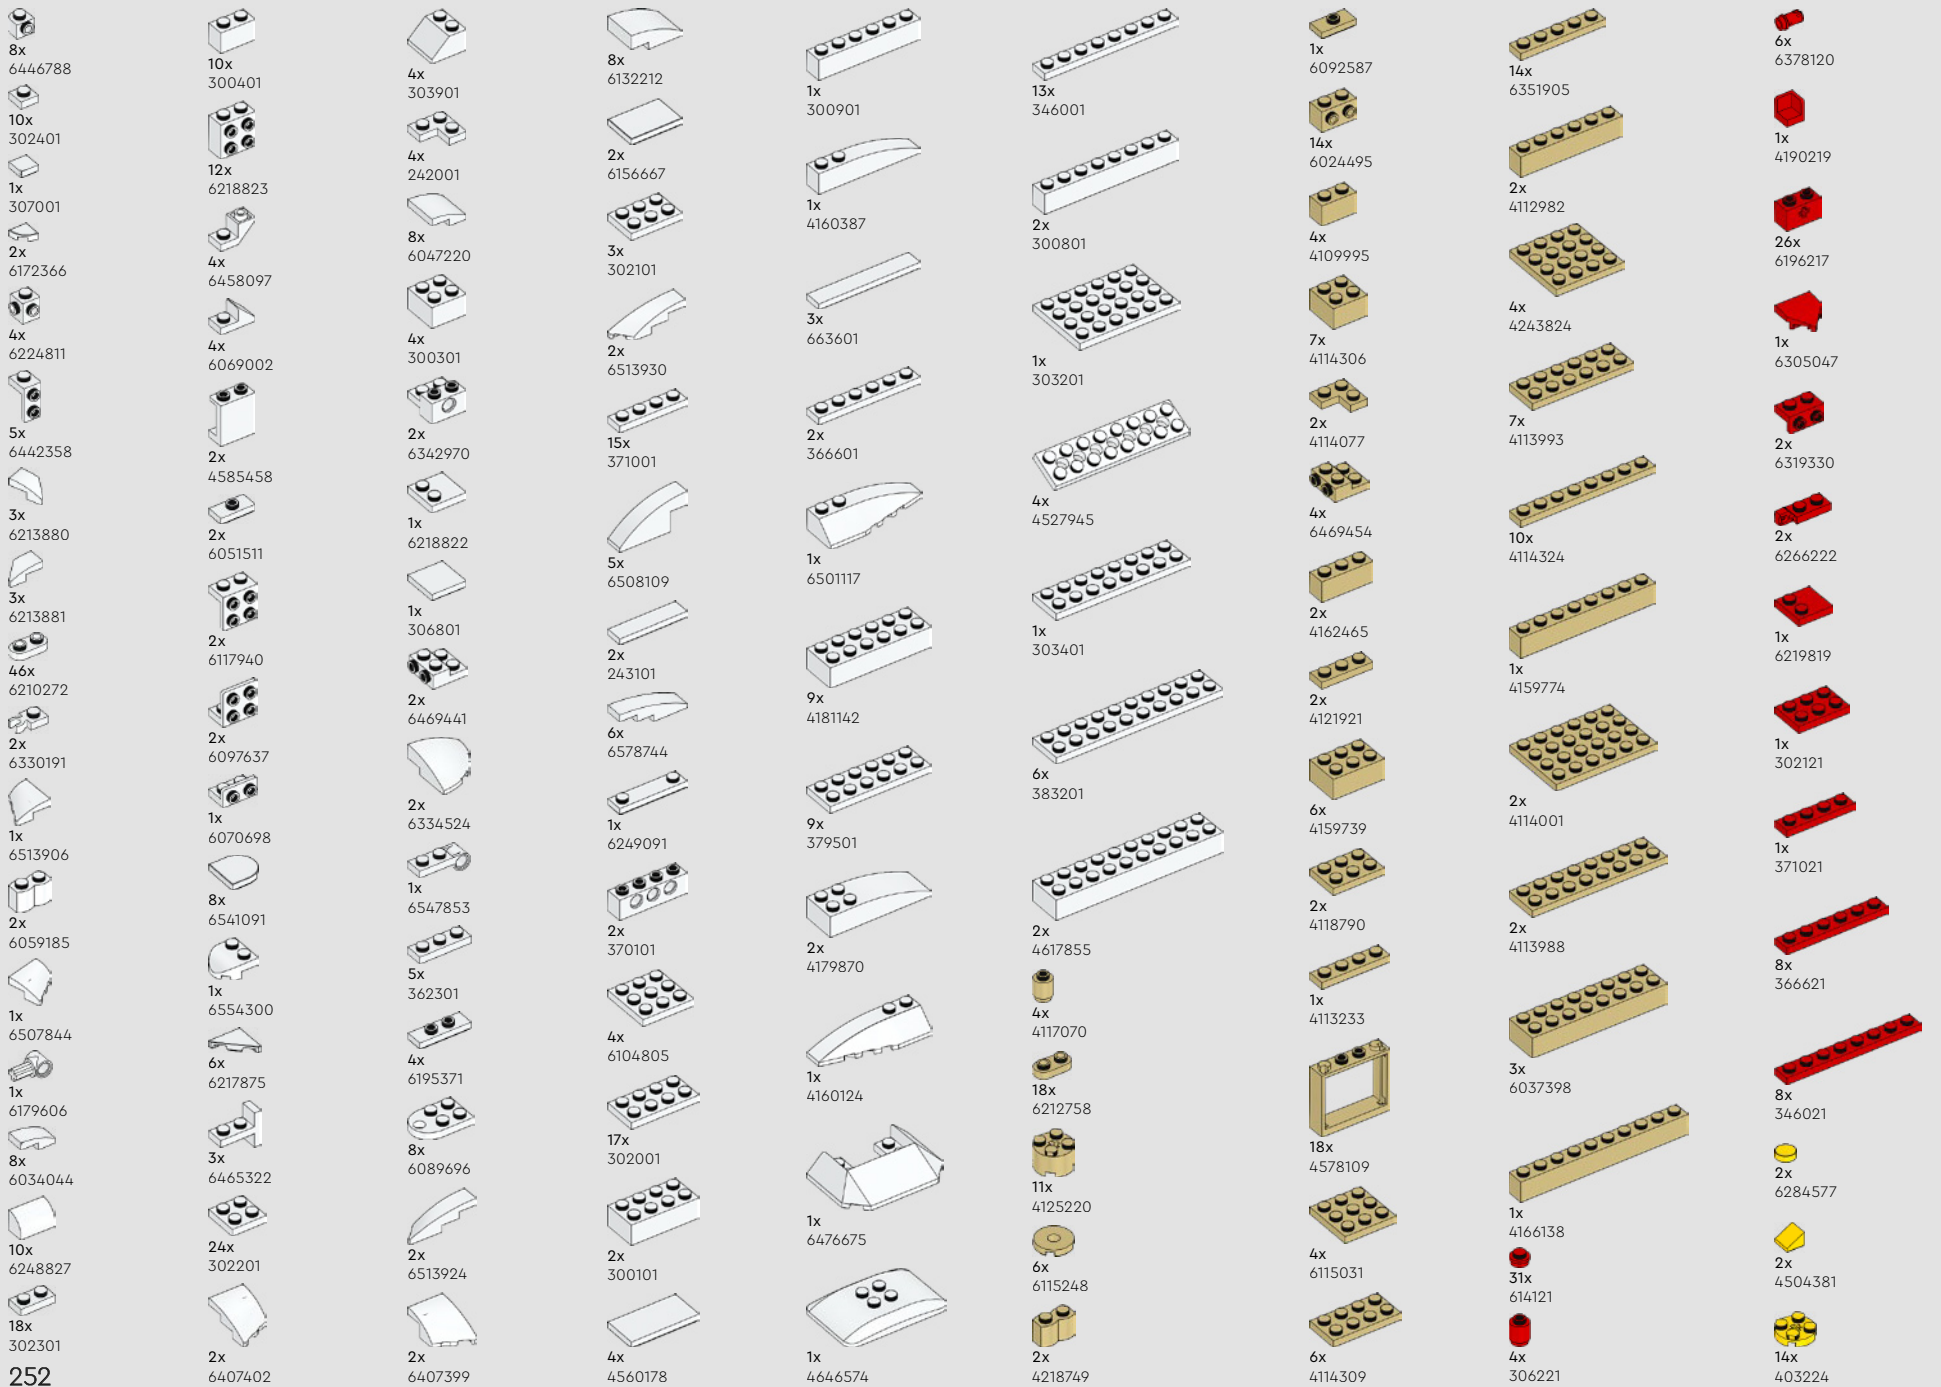 8x
6446788
10x
302401
1x
307001
2x
6172366
4x
6224811
5x
6442358
3x
6213880
3x
6213881
46x
6210272
2x
6330191
1x
6513906
2x
6059185
1x
6507844
1x
6179606
8x
6034044
10x
6248827
18x
302301
252
10x
300401
12x
6218823
4x
6458097
4x
6069002
2x
4585458
2x
6051511
2x
6117940
2x
6097637
1x
6070698
8x
6541091
1x
6554300
6x
6217875
3x
6465322
24x
302201
2x
6407402
4x
303901
4x
242001
8x
6047220
4x
300301
2x
6342970
1x
6218822
1x
306801
2x
6469441
2x
6334524
1x
6547853
5x
362301
4x
6195371
8x
6089696
2x
6513924
2x
6407399
8x
6132212
2x
6156667
3x
302101
2x
6513930
15x
371001
5x
6508109
2x
243101
6x
6578744
1x
6249091
2x
370101
4x
6104805
17x
302001
2x
300101
4x
4560178
1x
300901
1x
4160387
3x
663601
2x
366601
1x
6501117
9x
4181142
9x
379501
2x
4179870
1x
4160124
1x
6476675
1x
4646574
13x
346001
2x
300801
1x
303201
4x
4527945
1x
303401
6x
383201
2x
4617855
4x
4117070
18x
6212758
11x
4125220
6x
6115248
2x
4218749
1x
6092587
14x
6024495
4x
4109995
7x
4114306
2x
4114077
4x
6469454
2x
4162465
2x
4121921
6x
4159739
2x
4118790
1x
4113233
18x
4578109
4x
6115031
6x
4114309
14x
6351905
2x
4112982
4x
4243824
7x
4113993
10x
4114324
1x
4159774
2x
4114001
2x
4113988
3x
6037398
1x
4166138
31x
614121
4x
306221
6x
6378120
1x
4190219
26x
6196217
1x
6305047
2x
6319330
2x
6266222
1x
6219819
1x
302121
1x
371021
8x
366621
8x
346021
2x
6284577
2x
4504381
14x
403224